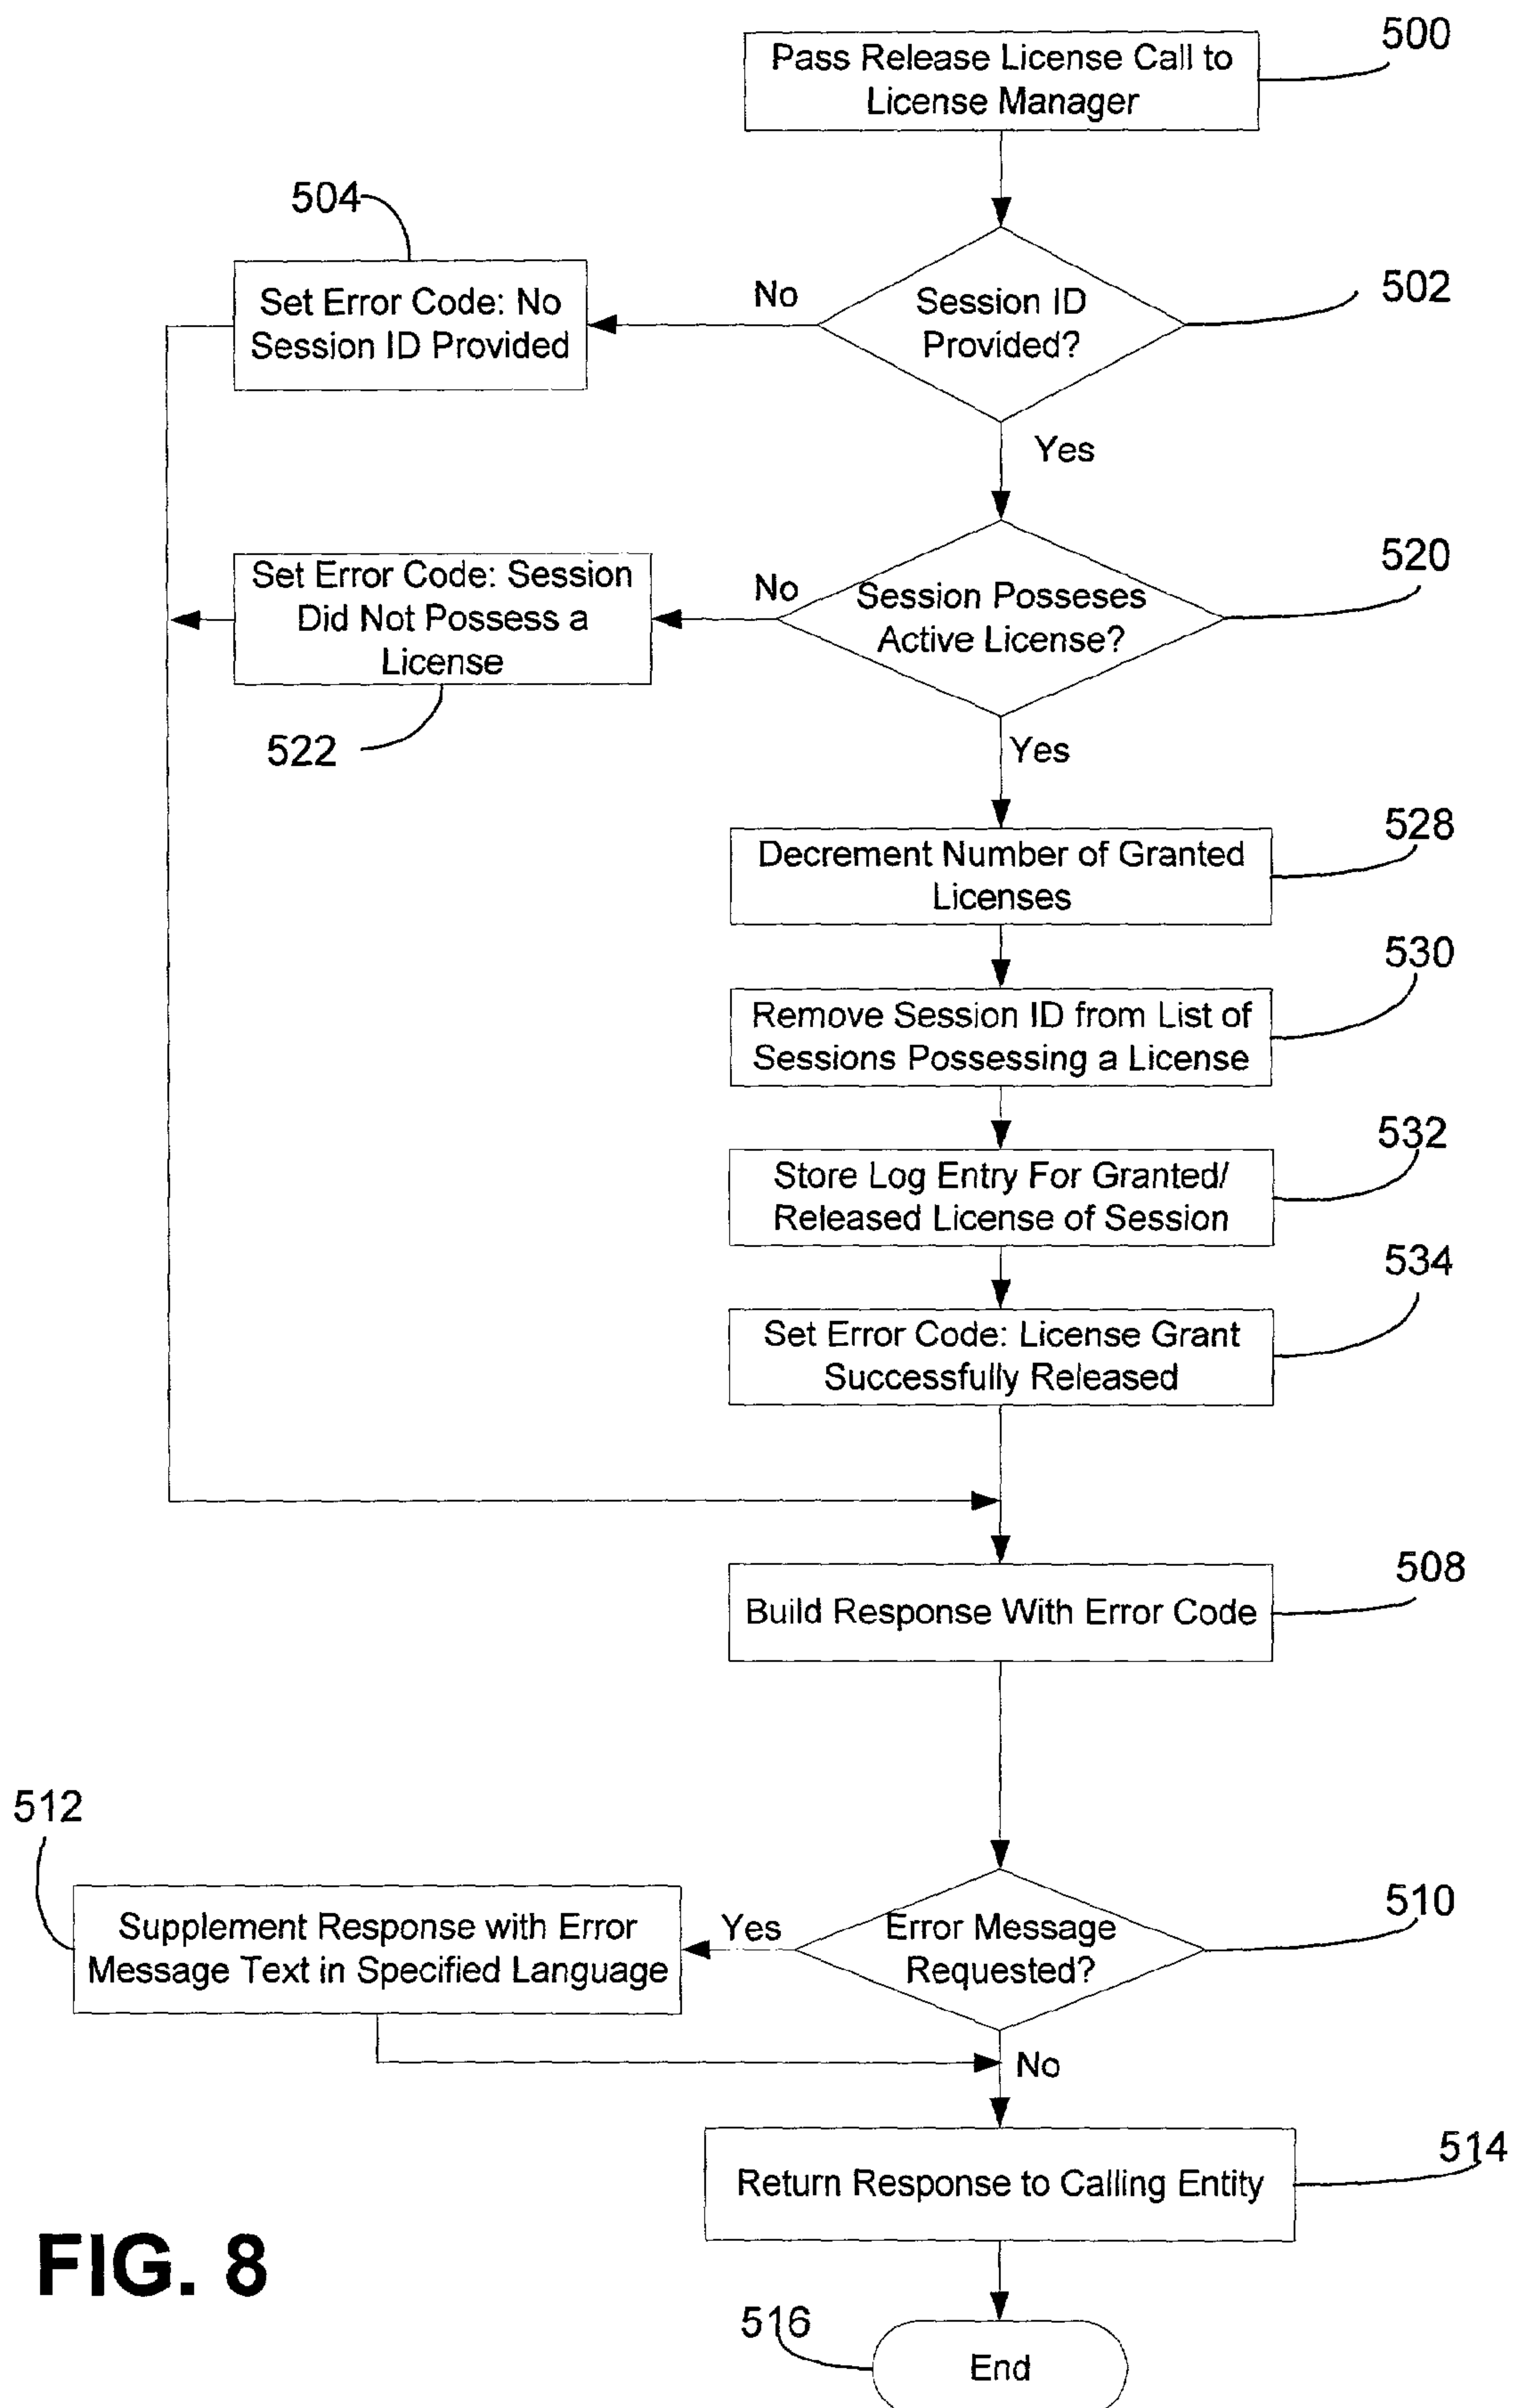 500
Pass Release License Call to
License Manager
504
502
Set Error Code: No
Session ID Provided
No
Session ID
Provided?
Yes
520
Set Error Code: Session
Did Not Possess a
License
No
Session Posseses
Active License?
522
Yes
528
Decrement Number of Granted
Licenses
530
Remove Session ID from List of
Sessions Possessing a License
532
Store Log Entry For Granted/
Released License of Session
534
Set Error Code: License Grant
Successfully Released
508
Build Response With Error Code
512
510
Supplement Response with Error
Message Text in Specified Language
Yes
Error Message
Requested?
No
514
Return Response to Calling Entity
FIG. 8
516
End